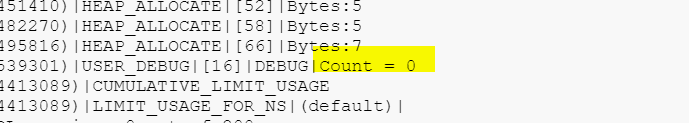 451410)|HEAP_ALLOCATE|[52]|Bytes:5
482270)|HEAP_ALLOCATE|[58]|Bytes:5
495816)|HEAP_ALLOCATE|[66]|Bytes:7
539301)|USER_DEBUG|[16]|DEBUG|Count = 0
4413089)|CUMULATIVE_LIMIT_USAGE
4413089)|LIMIT_USAGE_FOR_NS|(default)|